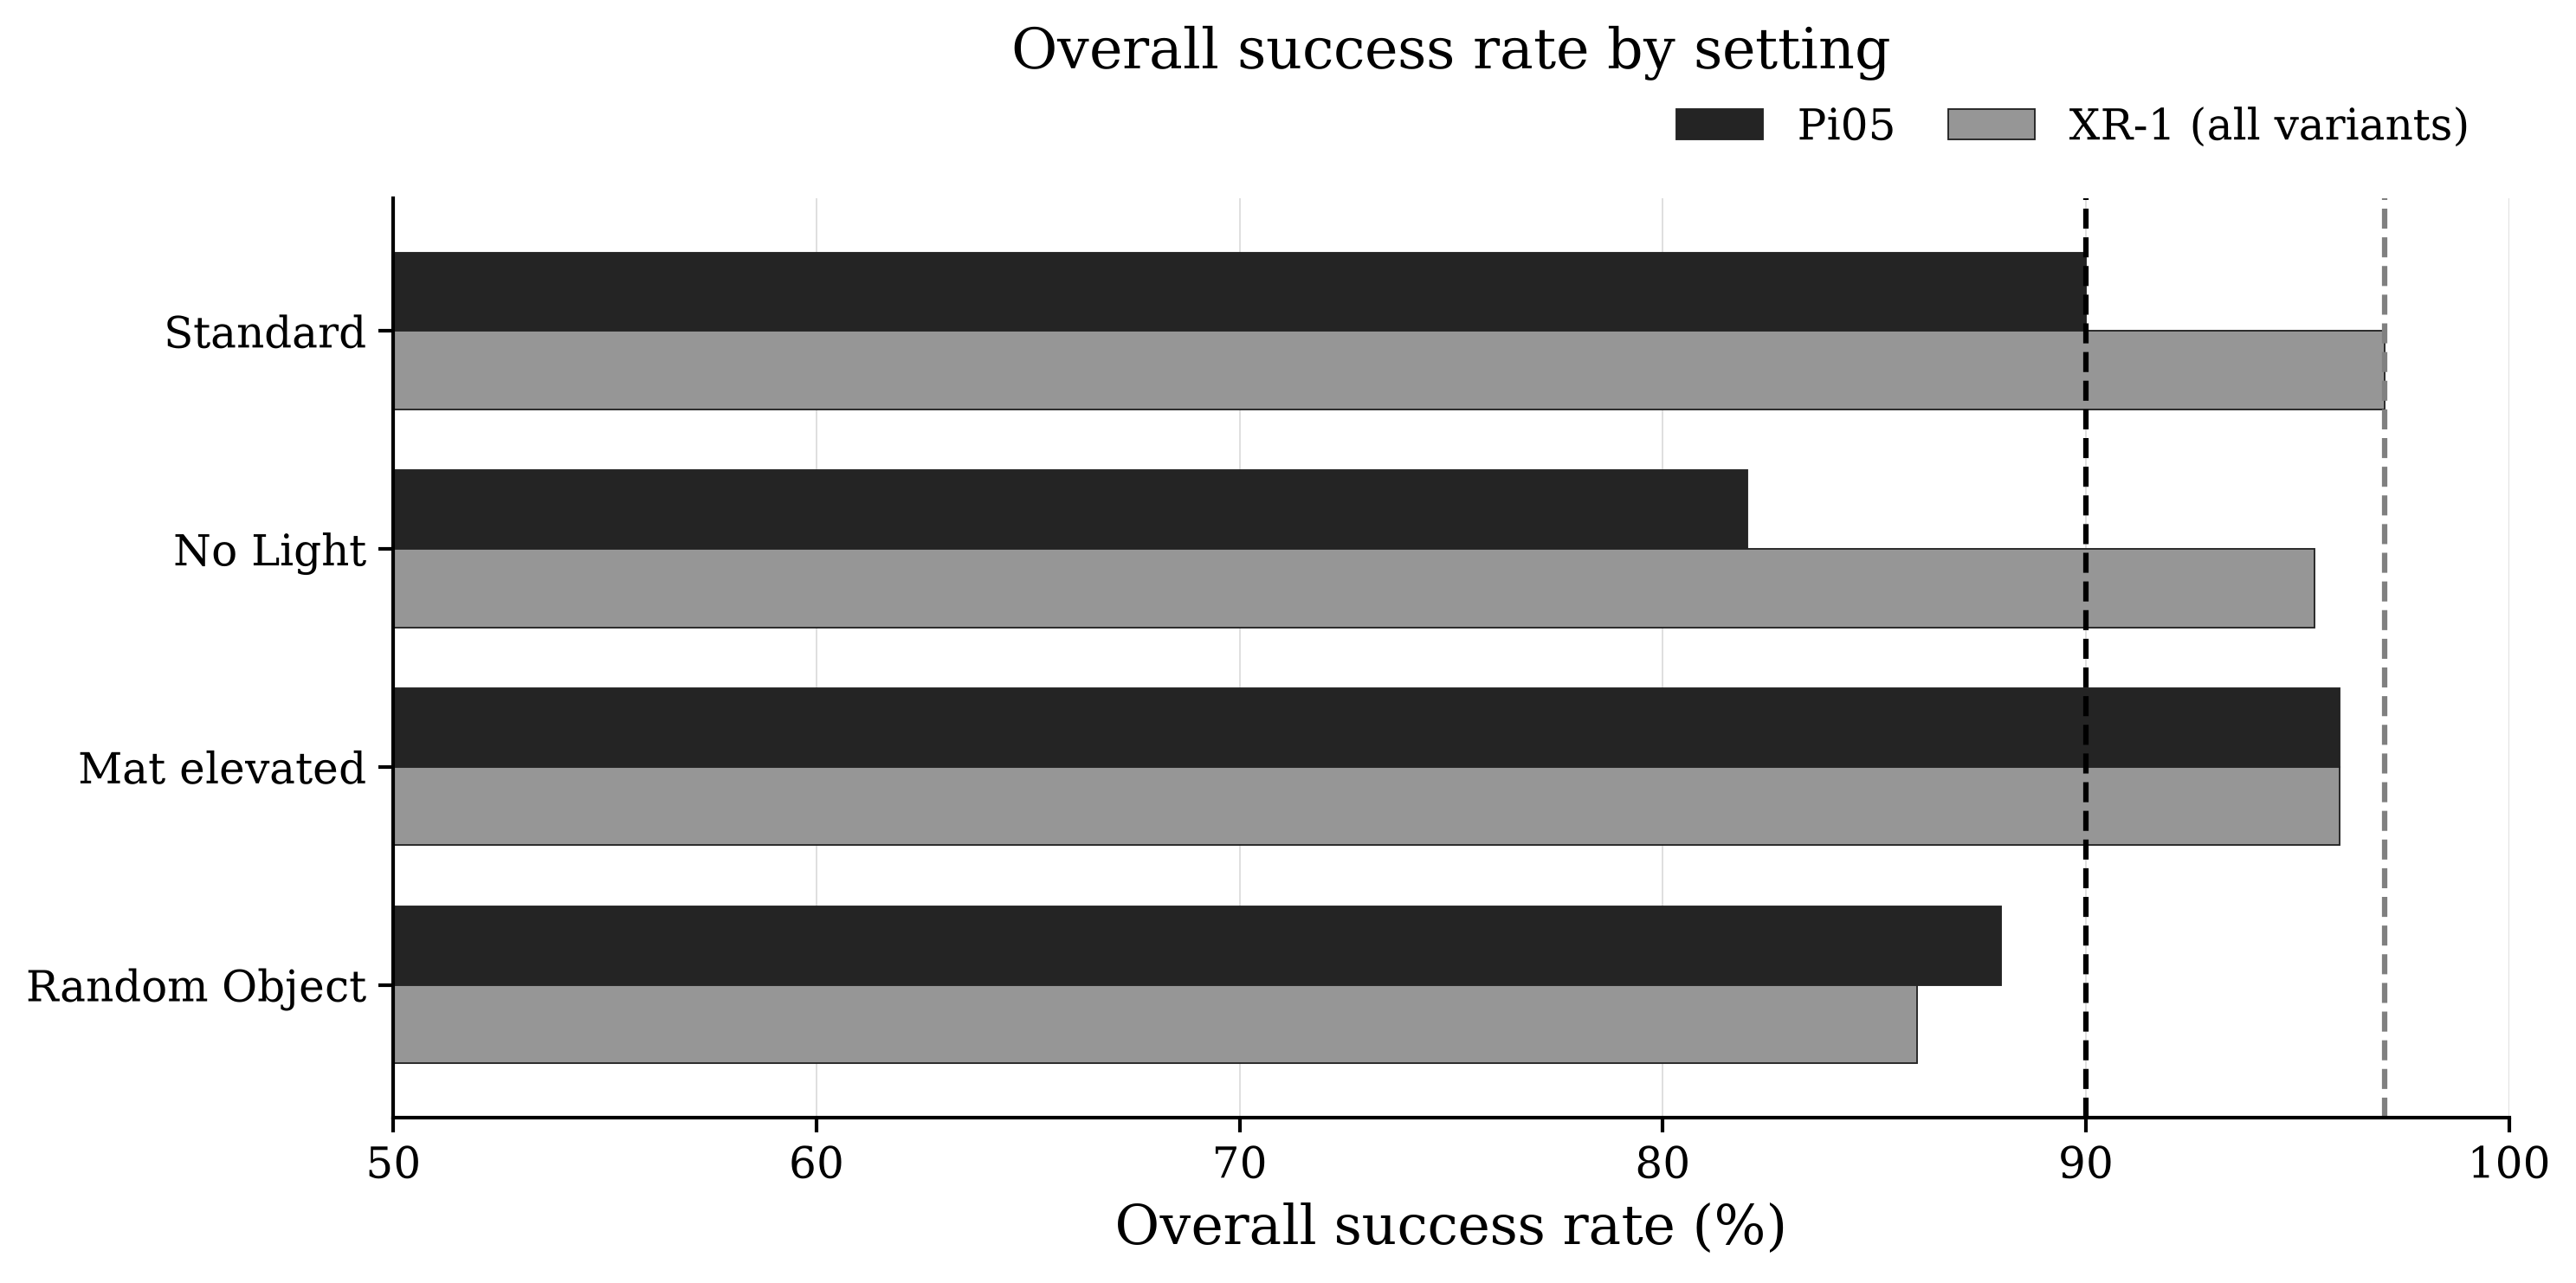 Overall success rate by setting
Pi05 XR-1 (all variants)
Standard
No Light
Mat elevated
Random Object
50 60 70 80 90 100
Overall success rate (%)